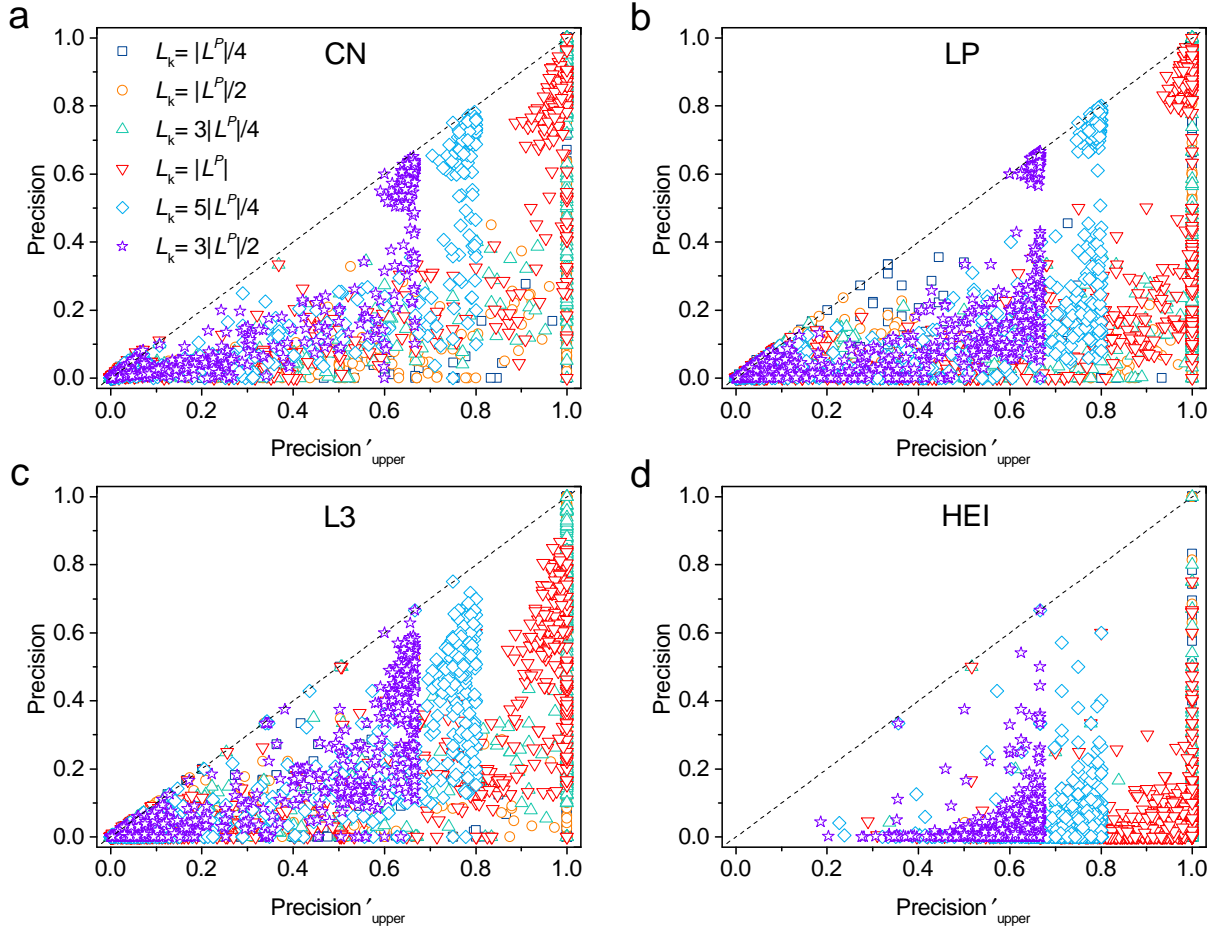 a
CN
L_k = |L^P|/4
L_k = |L^P|/2
L_k = 3|L^P|/4
L_k = |L^P|
L_k = 5|L^P|/4
L_k = 3|L^P|/2
Precision
1.0
0.8
0.6
0.4
0.2
0.0
0.0 0.2 0.4 0.6 0.8 1.0
Precision′_upper
b
LP
Precision
1.0
0.8
0.6
0.4
0.2
0.0
0.0 0.2 0.4 0.6 0.8 1.0
Precision′_upper
c
L3
Precision
1.0
0.8
0.6
0.4
0.2
0.0
0.0 0.2 0.4 0.6 0.8 1.0
Precision′_upper
d
HEI
Precision
1.0
0.8
0.6
0.4
0.2
0.0
0.0 0.2 0.4 0.6 0.8 1.0
Precision′_upper